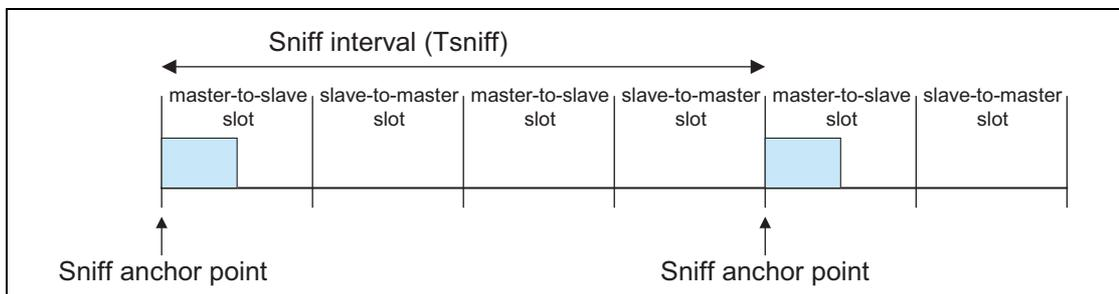 Sniff interval (Tsniff)
master-to-slave slave-to-master master-to-slave slave-to-master master-to-slave slave-to-master
slot slot slot slot slot slot
Sniff anchor point Sniff anchor point